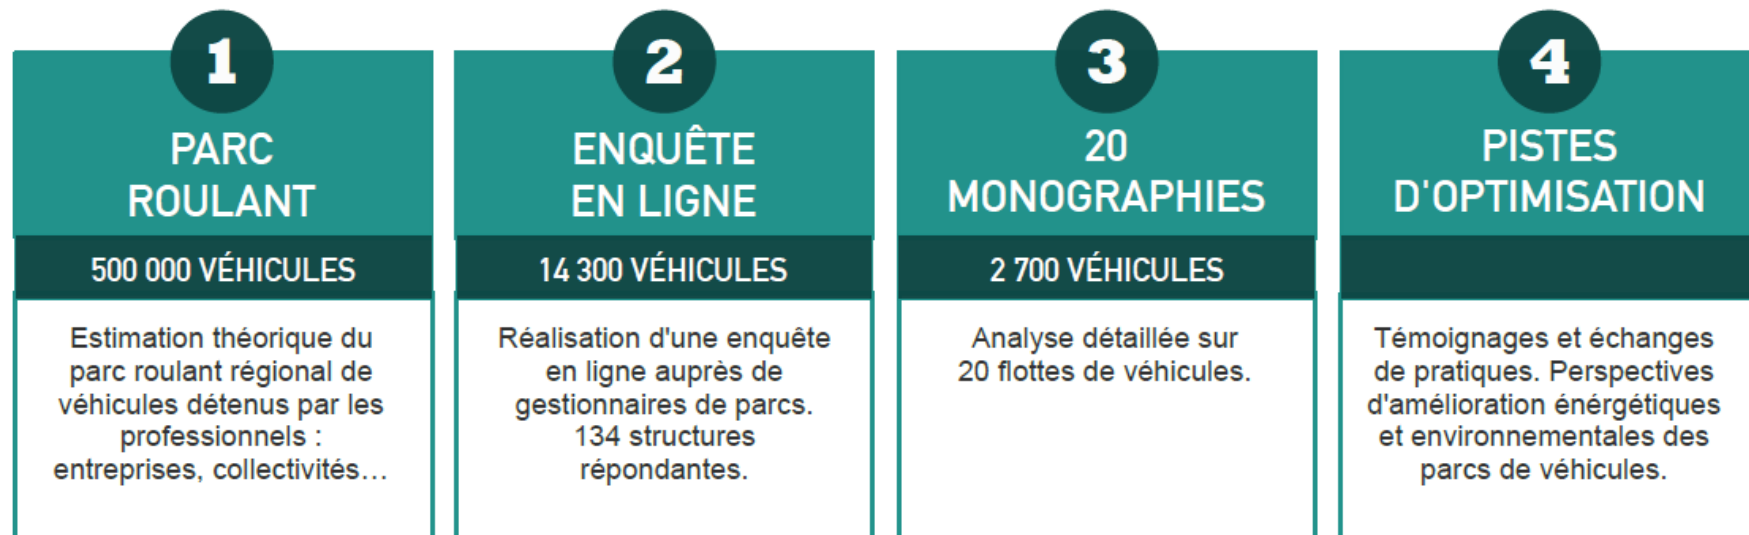 1
PARC
ROULANT
500 000 VÉHICULES
Estimation théorique du
parc roulant régional de
véhicules détenus par les
professionnels :
entreprises, collectivités…
2
ENQUÊTE
EN LIGNE
14 300 VÉHICULES
Réalisation d'une enquête
en ligne auprès de
gestionnaires de parcs.
134 structures
répondantes.
3
20
MONOGRAPHIES
2 700 VÉHICULES
Analyse détaillée sur
20 flottes de véhicules.
4
PISTES
D'OPTIMISATION
Témoignages et échanges
de pratiques. Perspectives
d'amélioration énérgétiques
et environnementales des
parcs de véhicules.